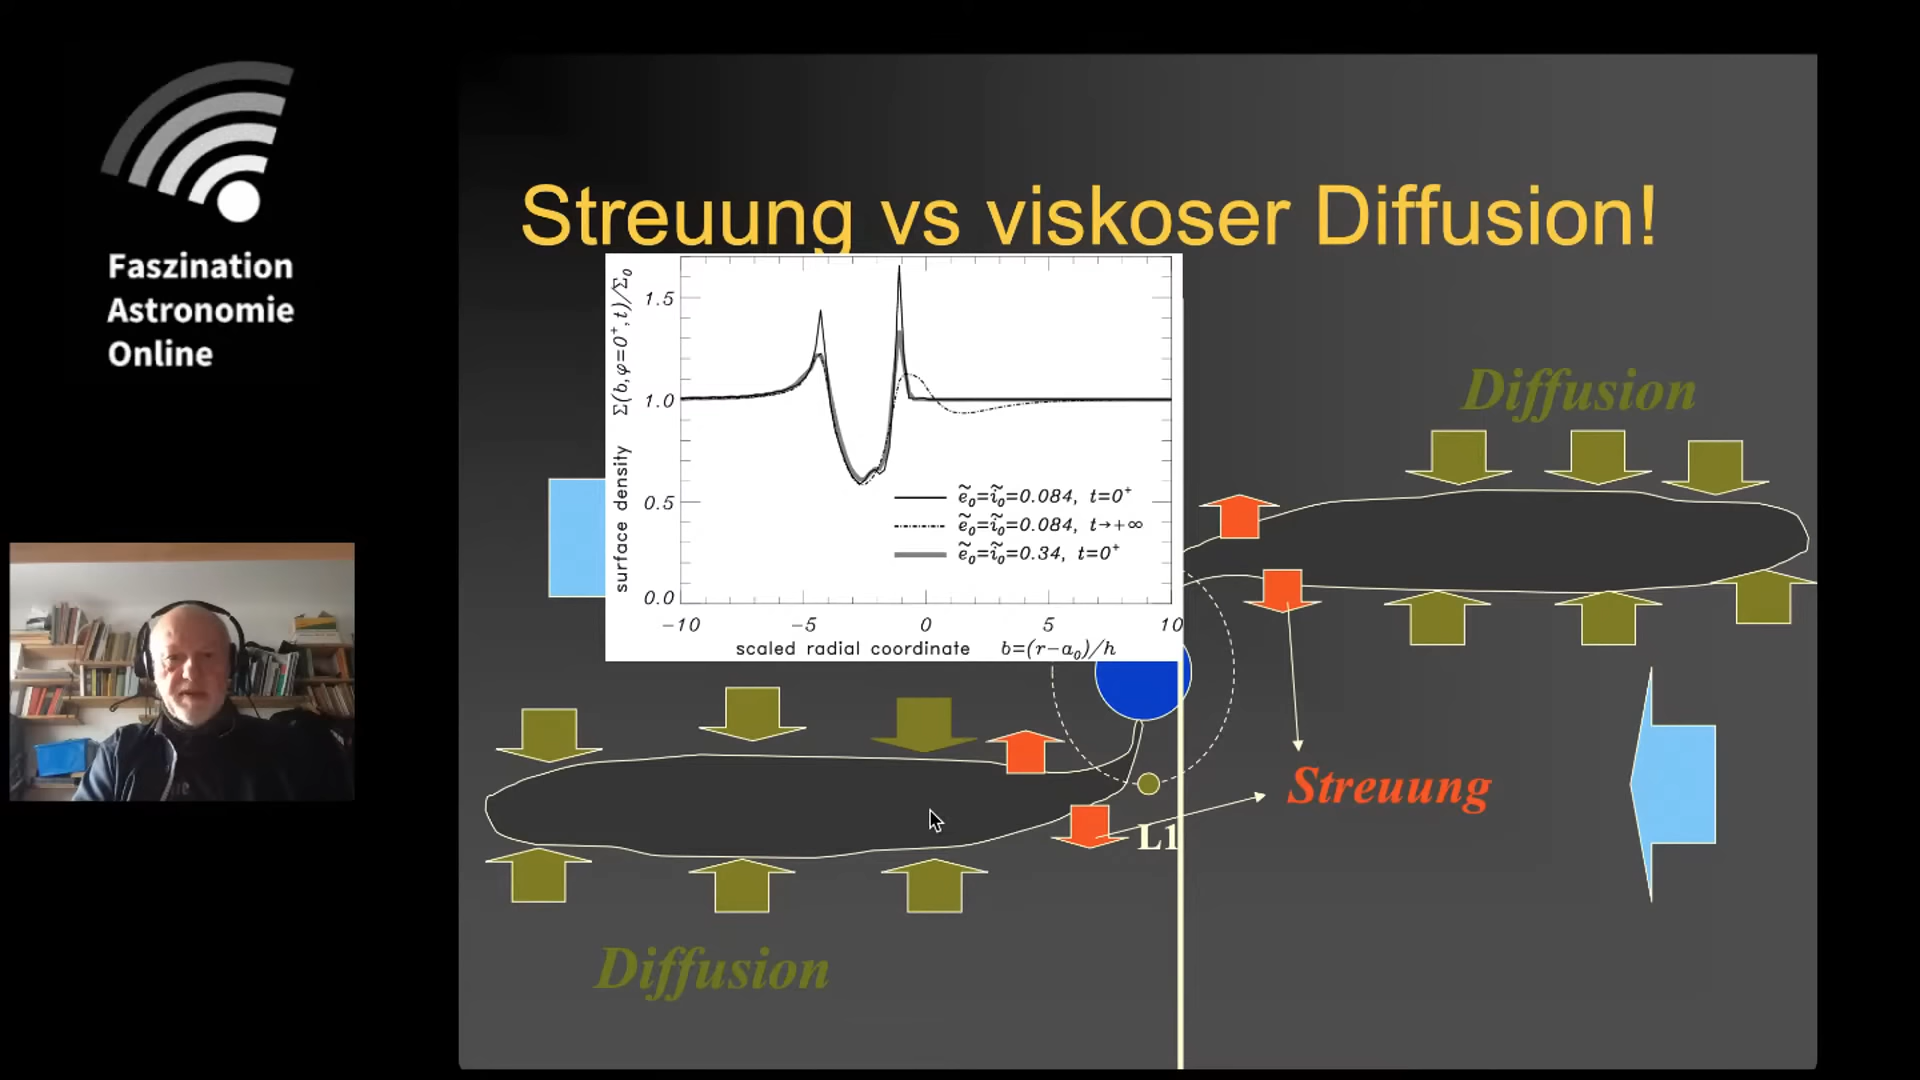 Faszination
Astronomie
Online
Streuung vs viskoser Diffusion!
surface density Σ(b,φ=0⁺,t)/Σ₀
1.5
1.0
0.5
0.0
ẽ₀=ĩ₀=0.084, t=0⁺
ẽ₀=ĩ₀=0.084, t→+∞
ẽ₀=ĩ₀=0.34, t=0⁺
−10 −5 0 5 10
scaled radial coordinate b=(r−a₀)/h
Diffusion
Streuung
L1
Diffusion